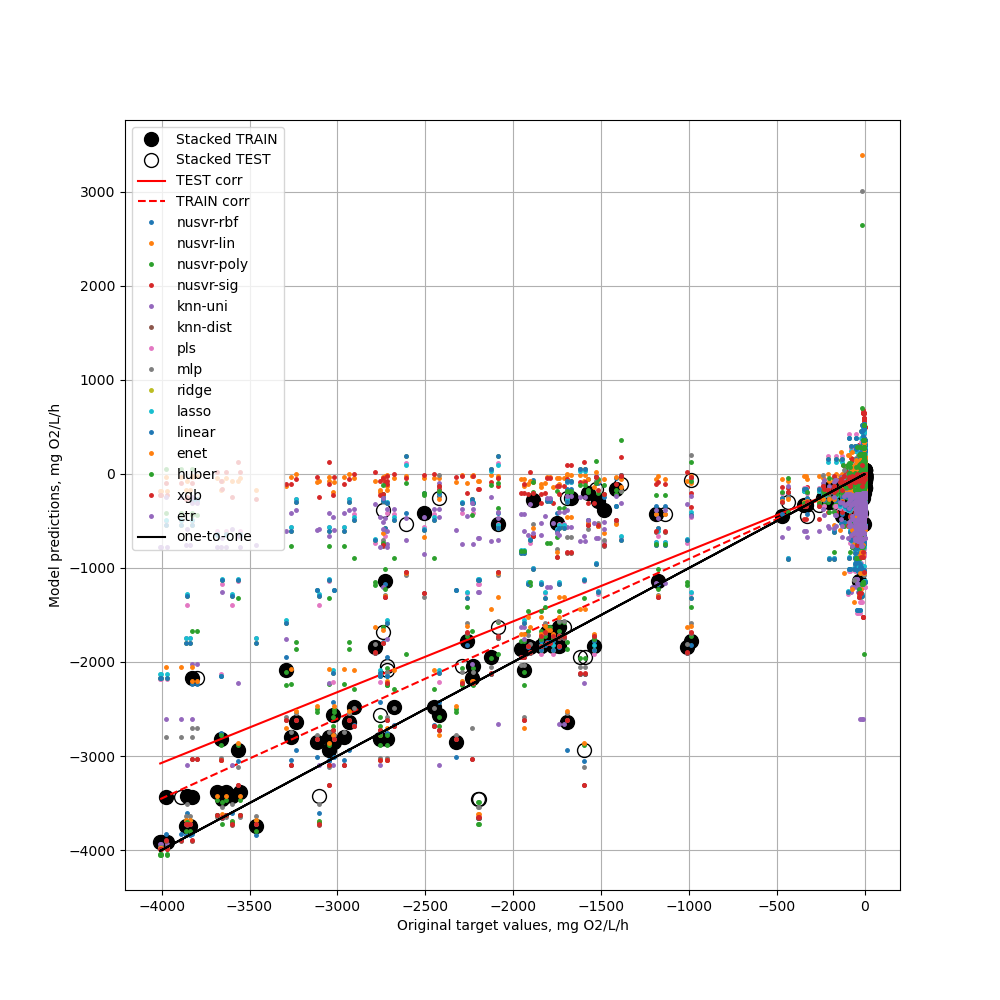 Stacked TRAIN
Stacked TEST
TEST corr
TRAIN corr
nusvr-rbf
nusvr-lin
nusvr-poly
nusvr-sig
knn-uni
knn-dist
pls
mlp
ridge
lasso
linear
enet
huber
xgb
etr
one-to-one
3000
2000
1000
0
−1000
−2000
−3000
−4000
Model predictions, mg O2/L/h
−4000 −3500 −3000 −2500 −2000 −1500 −1000 −500 0
Original target values, mg O2/L/h